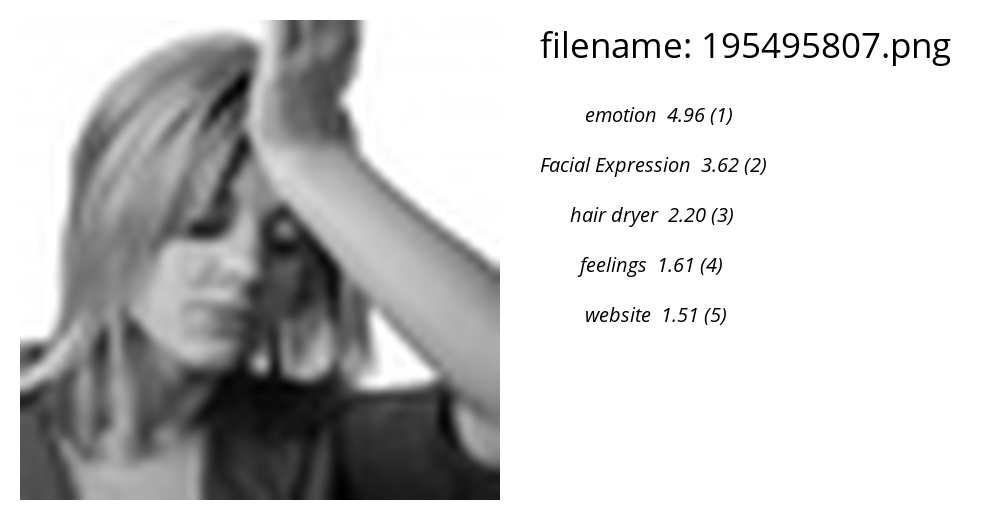 filename: 195495807.png
emotion 4.96 (1)
Facial Expression 3.62 (2)
hair dryer 2.20 (3)
feelings 1.61 (4)
website 1.51 (5)